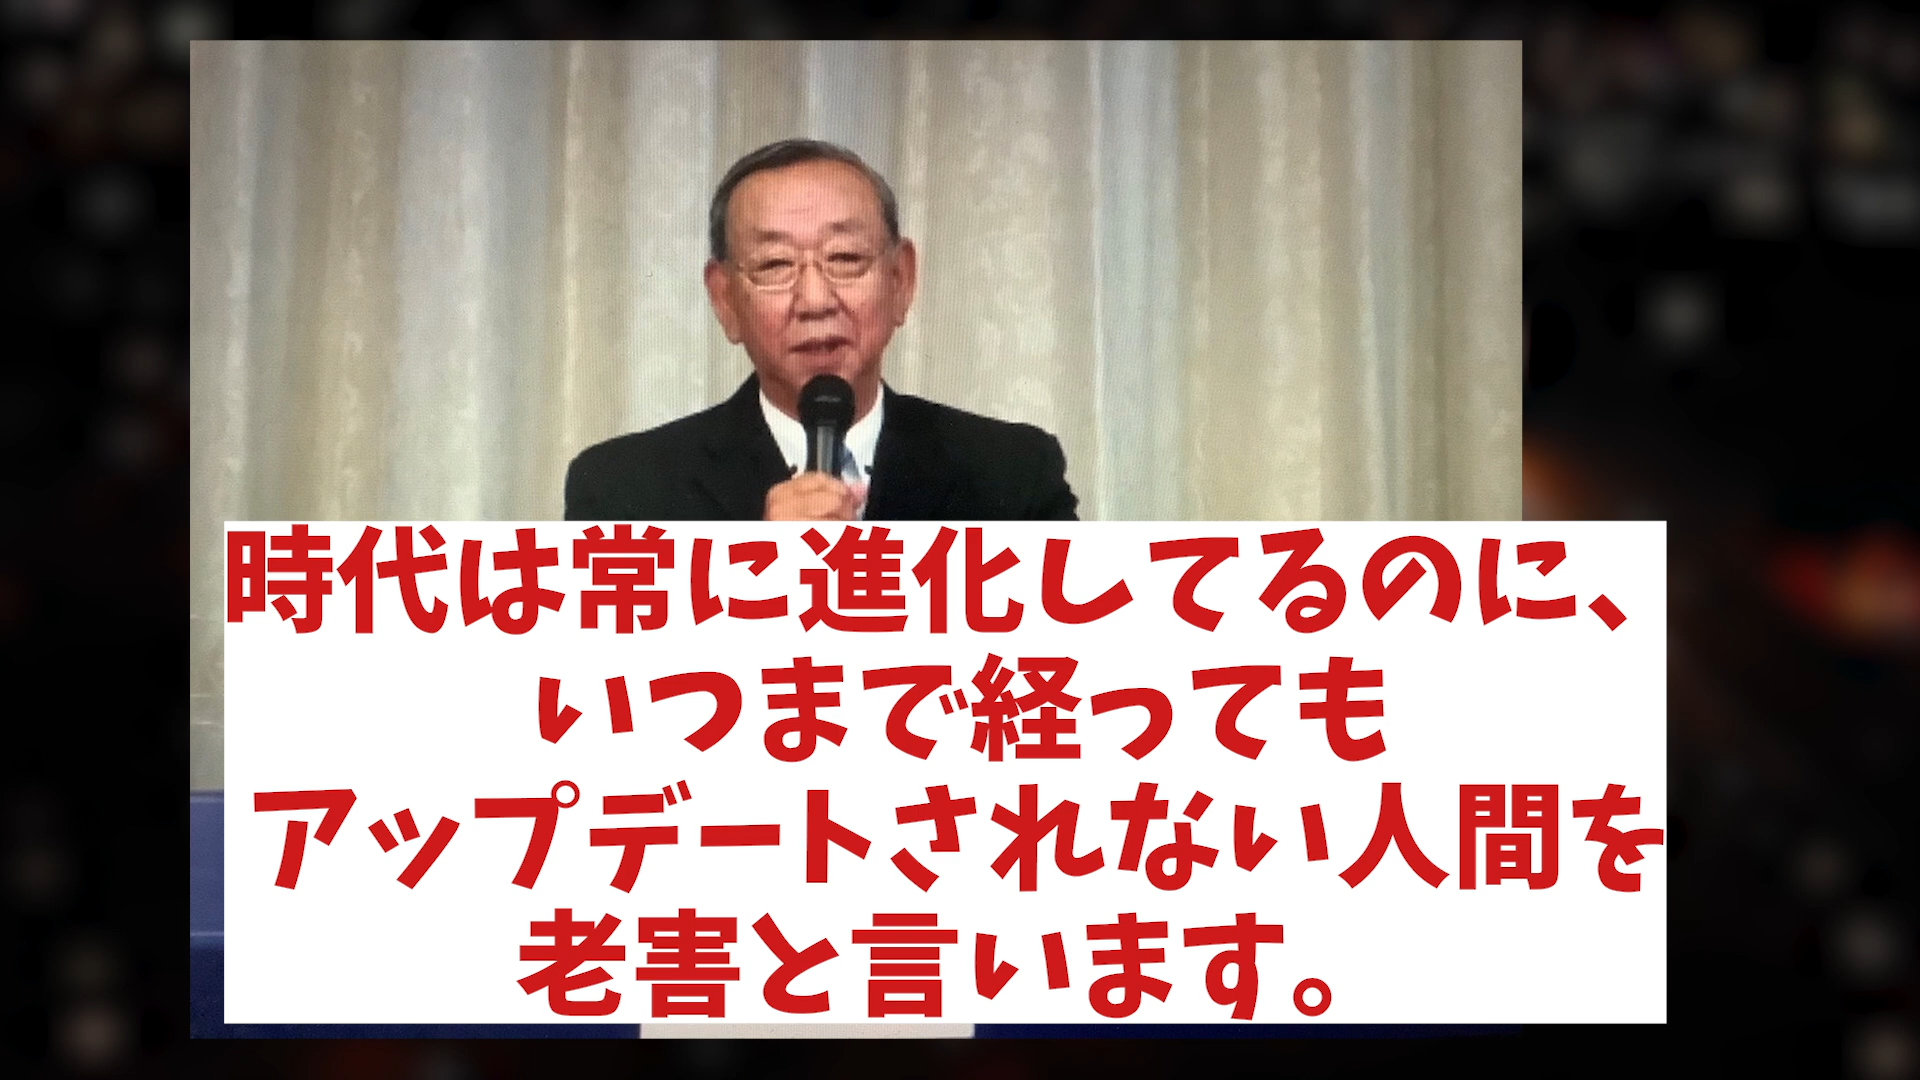 時代は常に進化してるのに、
いつまで経っても
アップデートされない人間を
老害と言います。